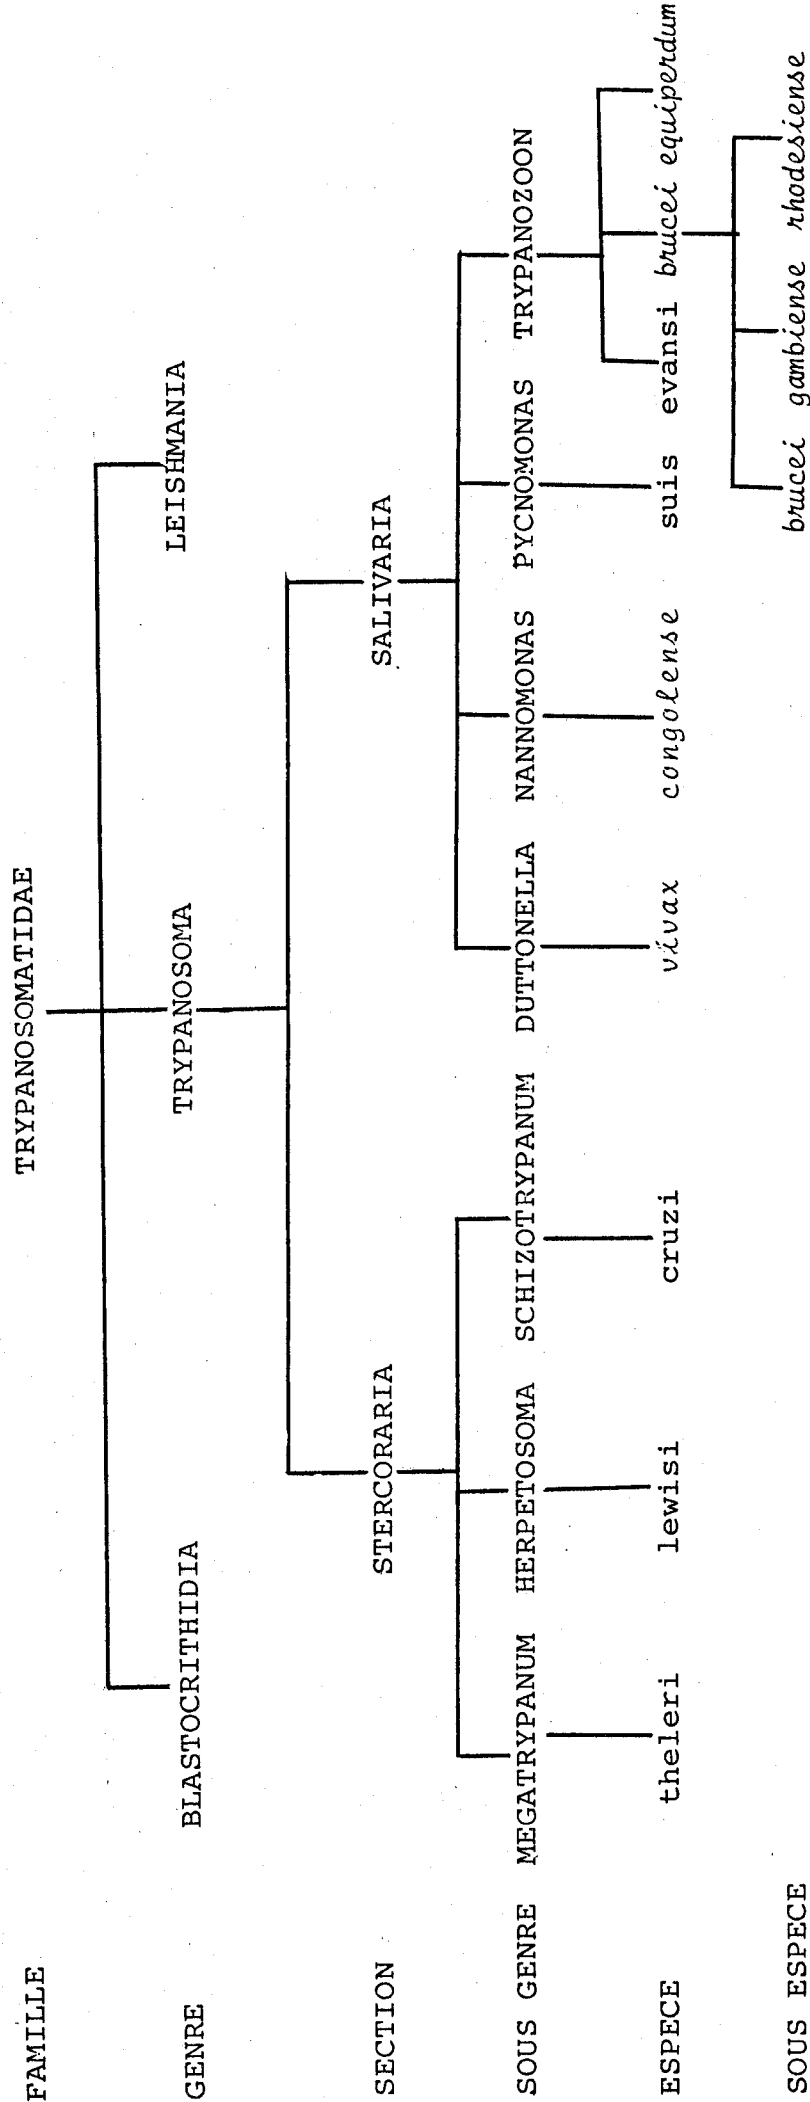 FAMILLE TRYPANOSOMATIDAE
GENRE BLASTOCRITHIDIA TRYPANOSOMA LEISHMANIA
SECTION STERCORARIA SALIVARIA
SOUS GENRE MEGATRYPANUM HERPETOSOMA SCHIZOTRYPANUM DUTTONELLA NANNOMONAS PYCNOMONAS TRYPANOZOON
ESPECE theleri lewisi cruzi vivax congolense suis evansi brucei equiperdum
SOUS ESPECE brucei gambiense rhodesiense